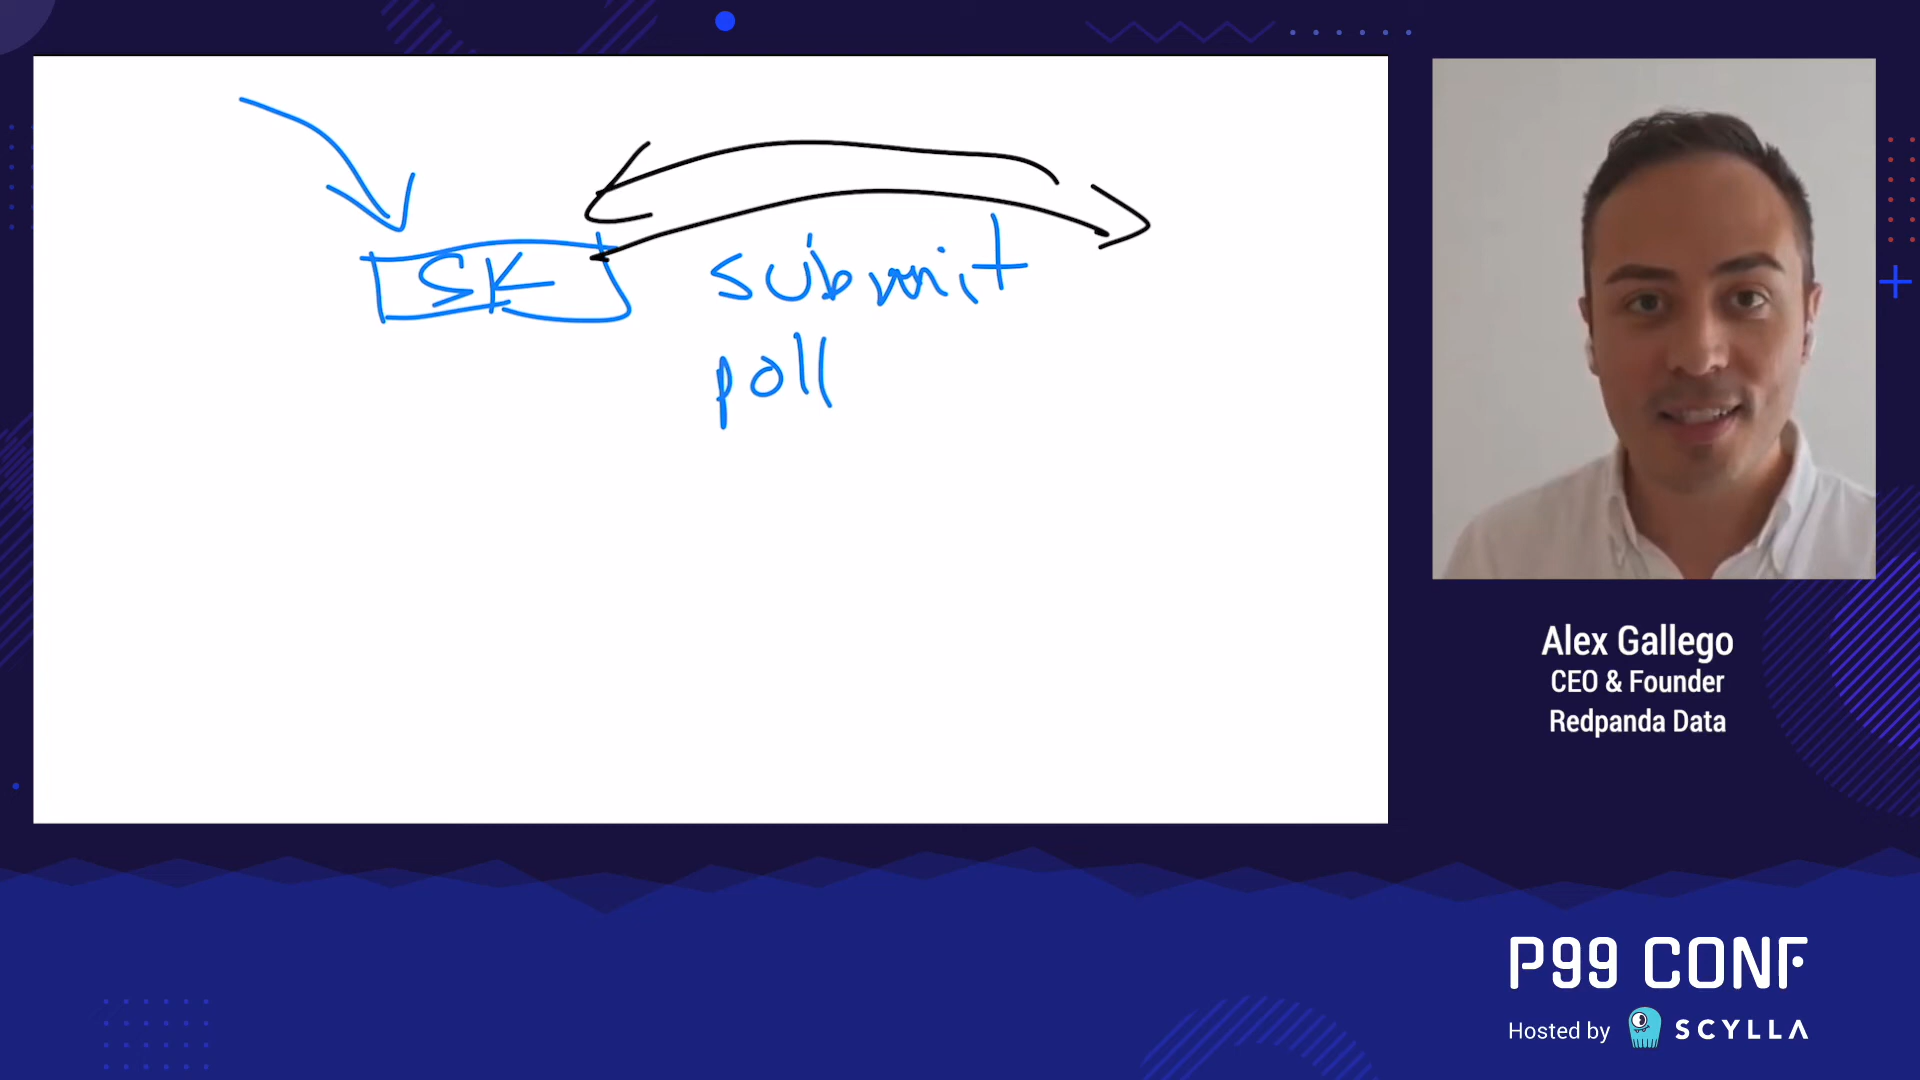 SK
submit
poll
Alex Gallego
CEO & Founder
Redpanda Data
P99 CONF
Hosted by SCYLLA